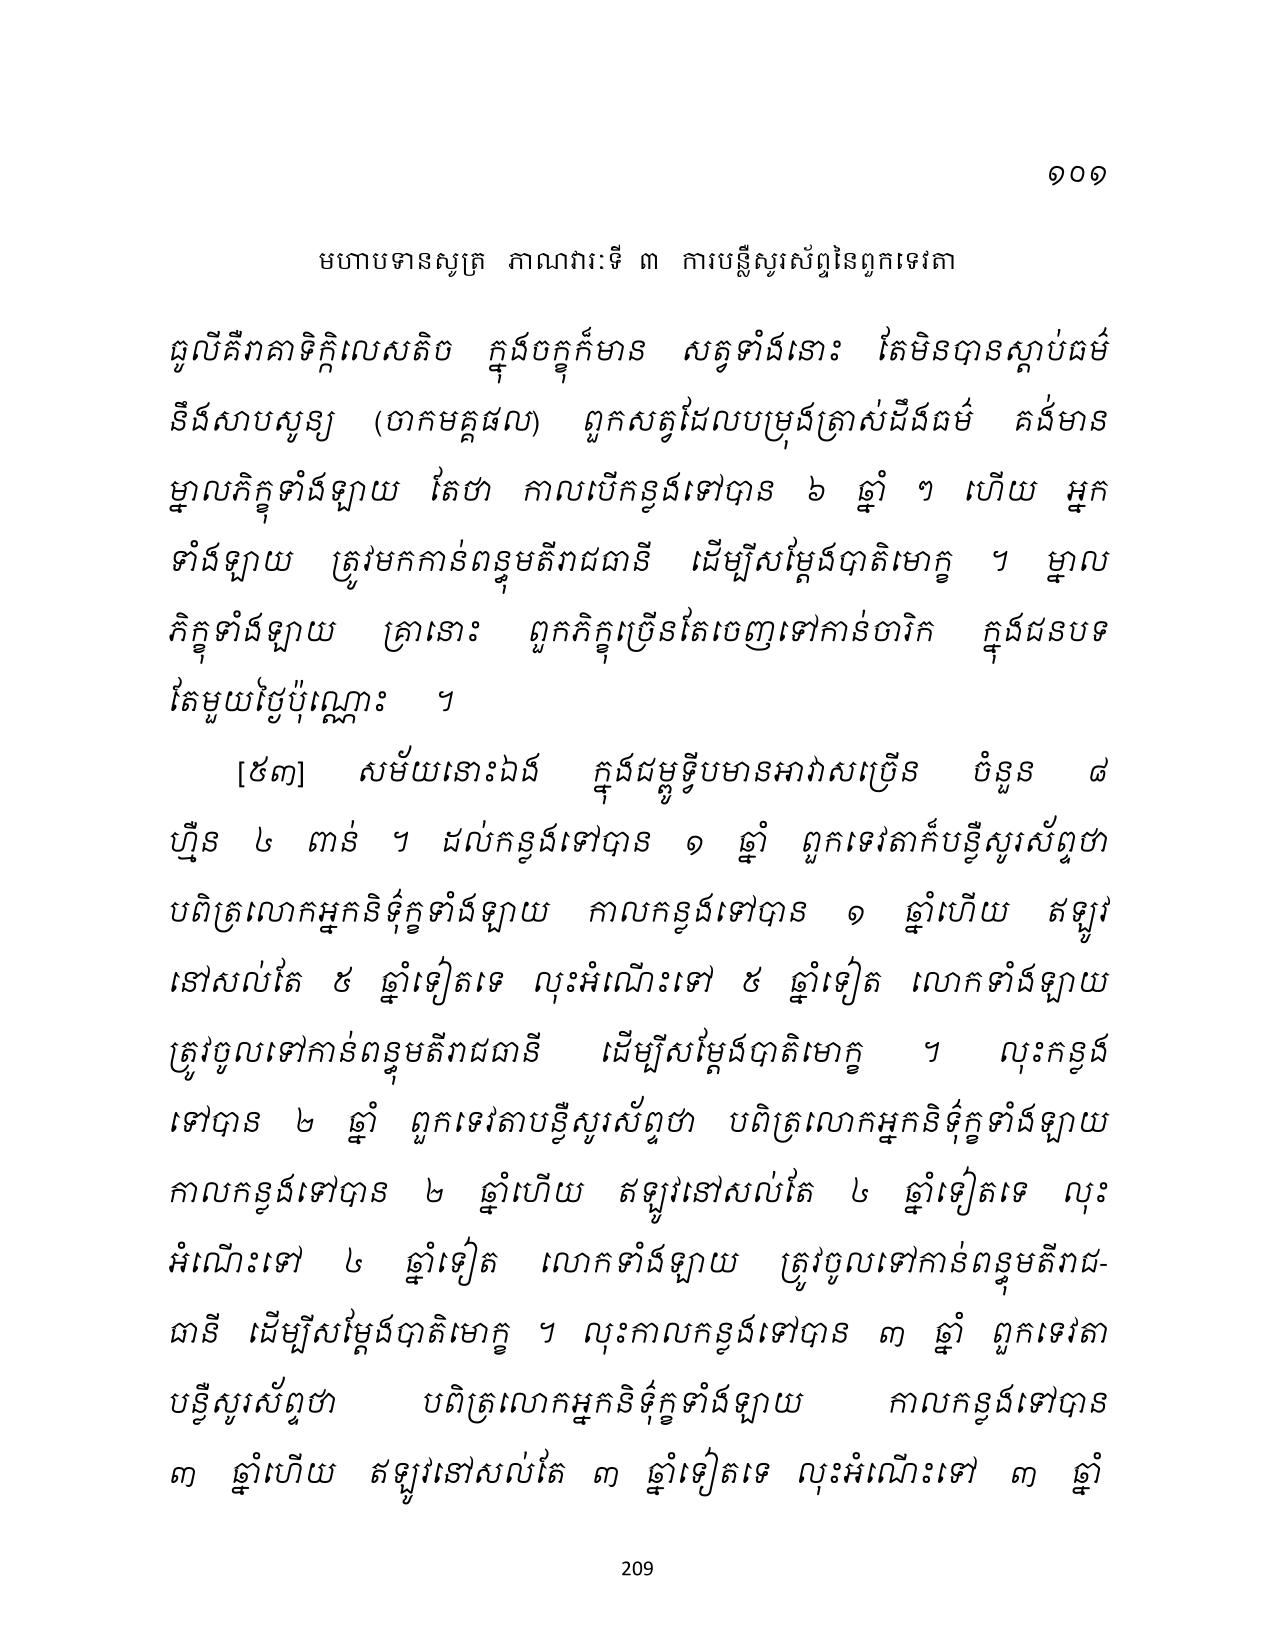 ១០១
មហាបទានសូត្រ ភាណវារៈទី ៣ ការបន្លឺសូរស័ព្ទនៃពួកទេវតា
ធូលីគឺរាគាទិក្កិលេសតិច ក្នុងចក្ខុក៏មាន សត្វទាំងនោះ តែមិនបានស្តាប់ធម៌
នឹងសាបសូន្យ (ចាកមគ្គផល) ពួកសត្វដែលបម្រុងត្រាស់ដឹងធម៌ គង់មាន
ម្នាលភិក្ខុទាំងឡាយ តែថា កាលបើកន្លងទៅបាន ៦ ឆ្នាំ ៗ ហើយ អ្នក
ទាំងឡាយ ត្រូវមកកាន់ពន្ធុមតីរាជធានី ដើម្បីសម្តែងបាតិមោក្ខ ។ ម្នាល
ភិក្ខុទាំងឡាយ គ្រានោះ ពួកភិក្ខុច្រើនតែចេញទៅកាន់ចារិក ក្នុងជនបទ
តែមួយថ្ងៃប៉ុណ្ណោះ ។
[៥៣] សម័យនោះឯង ក្នុងជម្ពូទ្វីបមានអាវាសច្រើន ចំនួន ៨
ហ្មឺន ៤ ពាន់ ។ ដល់កន្លងទៅបាន ១ ឆ្នាំ ពួកទេវតាក៏បន្លឺសូរស័ព្ទថា
បពិត្រលោកអ្នកនិទ៌ុក្ខទាំងឡាយ កាលកន្លងទៅបាន ១ ឆ្នាំហើយ ឥឡូវ
នៅសល់តែ ៥ ឆ្នាំទៀតទេ លុះអំណើះទៅ ៥ ឆ្នាំទៀត លោកទាំងឡាយ
ត្រូវចូលទៅកាន់ពន្ធុមតីរាជធានី ដើម្បីសម្តែងបាតិមោក្ខ ។ លុះកន្លង
ទៅបាន ២ ឆ្នាំ ពួកទេវតាបន្លឺសូរស័ព្ទថា បពិត្រលោកអ្នកនិទ៌ុក្ខទាំងឡាយ
កាលកន្លងទៅបាន ២ ឆ្នាំហើយ ឥឡូវនៅសល់តែ ៤ ឆ្នាំទៀតទេ លុះ
អំណើះទៅ ៤ ឆ្នាំទៀត លោកទាំងឡាយ ត្រូវចូលទៅកាន់ពន្ធុមតីរាជ-
ធានី ដើម្បីសម្តែងបាតិមោក្ខ ។ លុះកាលកន្លងទៅបាន ៣ ឆ្នាំ ពួកទេវតា
បន្លឺសូរស័ព្ទថា បពិត្រលោកអ្នកនិទ៌ុក្ខទាំងឡាយ កាលកន្លងទៅបាន
៣ ឆ្នាំហើយ ឥឡូវនៅសល់តែ ៣ ឆ្នាំទៀតទេ លុះអំណើះទៅ ៣ ឆ្នាំ
209